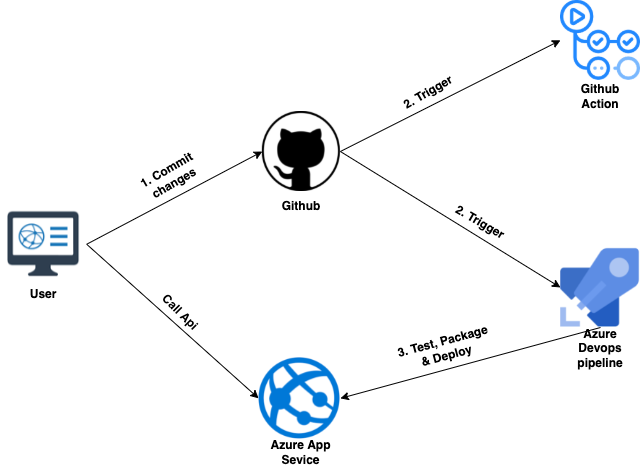 Github
Action
2. Trigger
1. Commit
changes
Github
2. Trigger
User
Call Api
Azure
Devops
pipeline
3. Test, Package
& Deploy
Azure App
Sevice